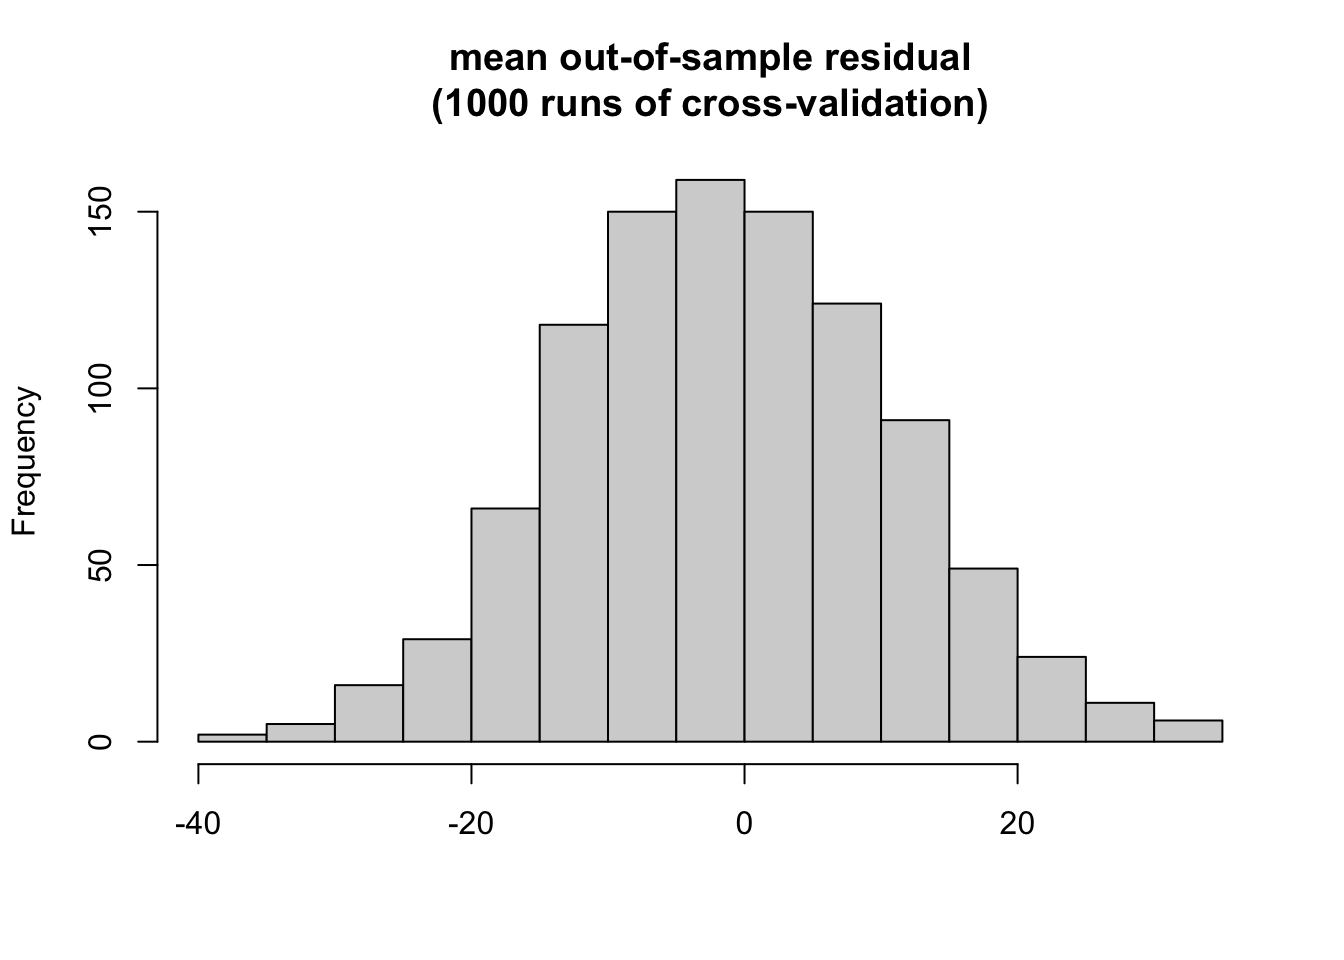 mean out-of-sample residual
(1000 runs of cross-validation)
Frequency
150
100
50
0
-40 -20 0 20